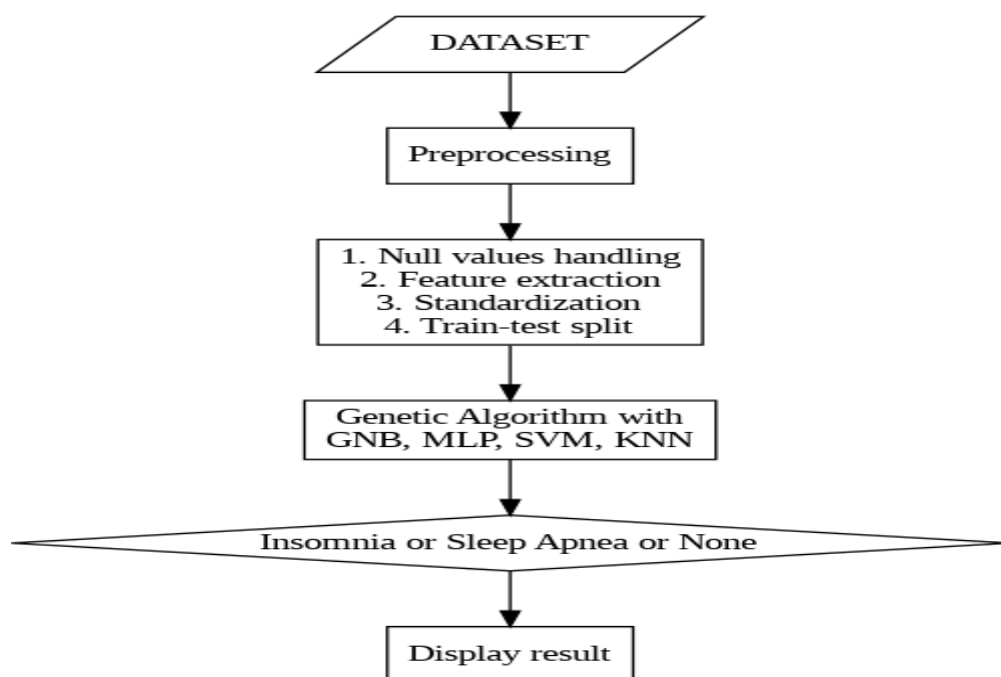 DATASET
Preprocessing
1. Null values handling
2. Feature extraction
3. Standardization
4. Train-test split
Genetic Algorithm with
GNB, MLP, SVM, KNN
Insomnia or Sleep Apnea or None
Display result